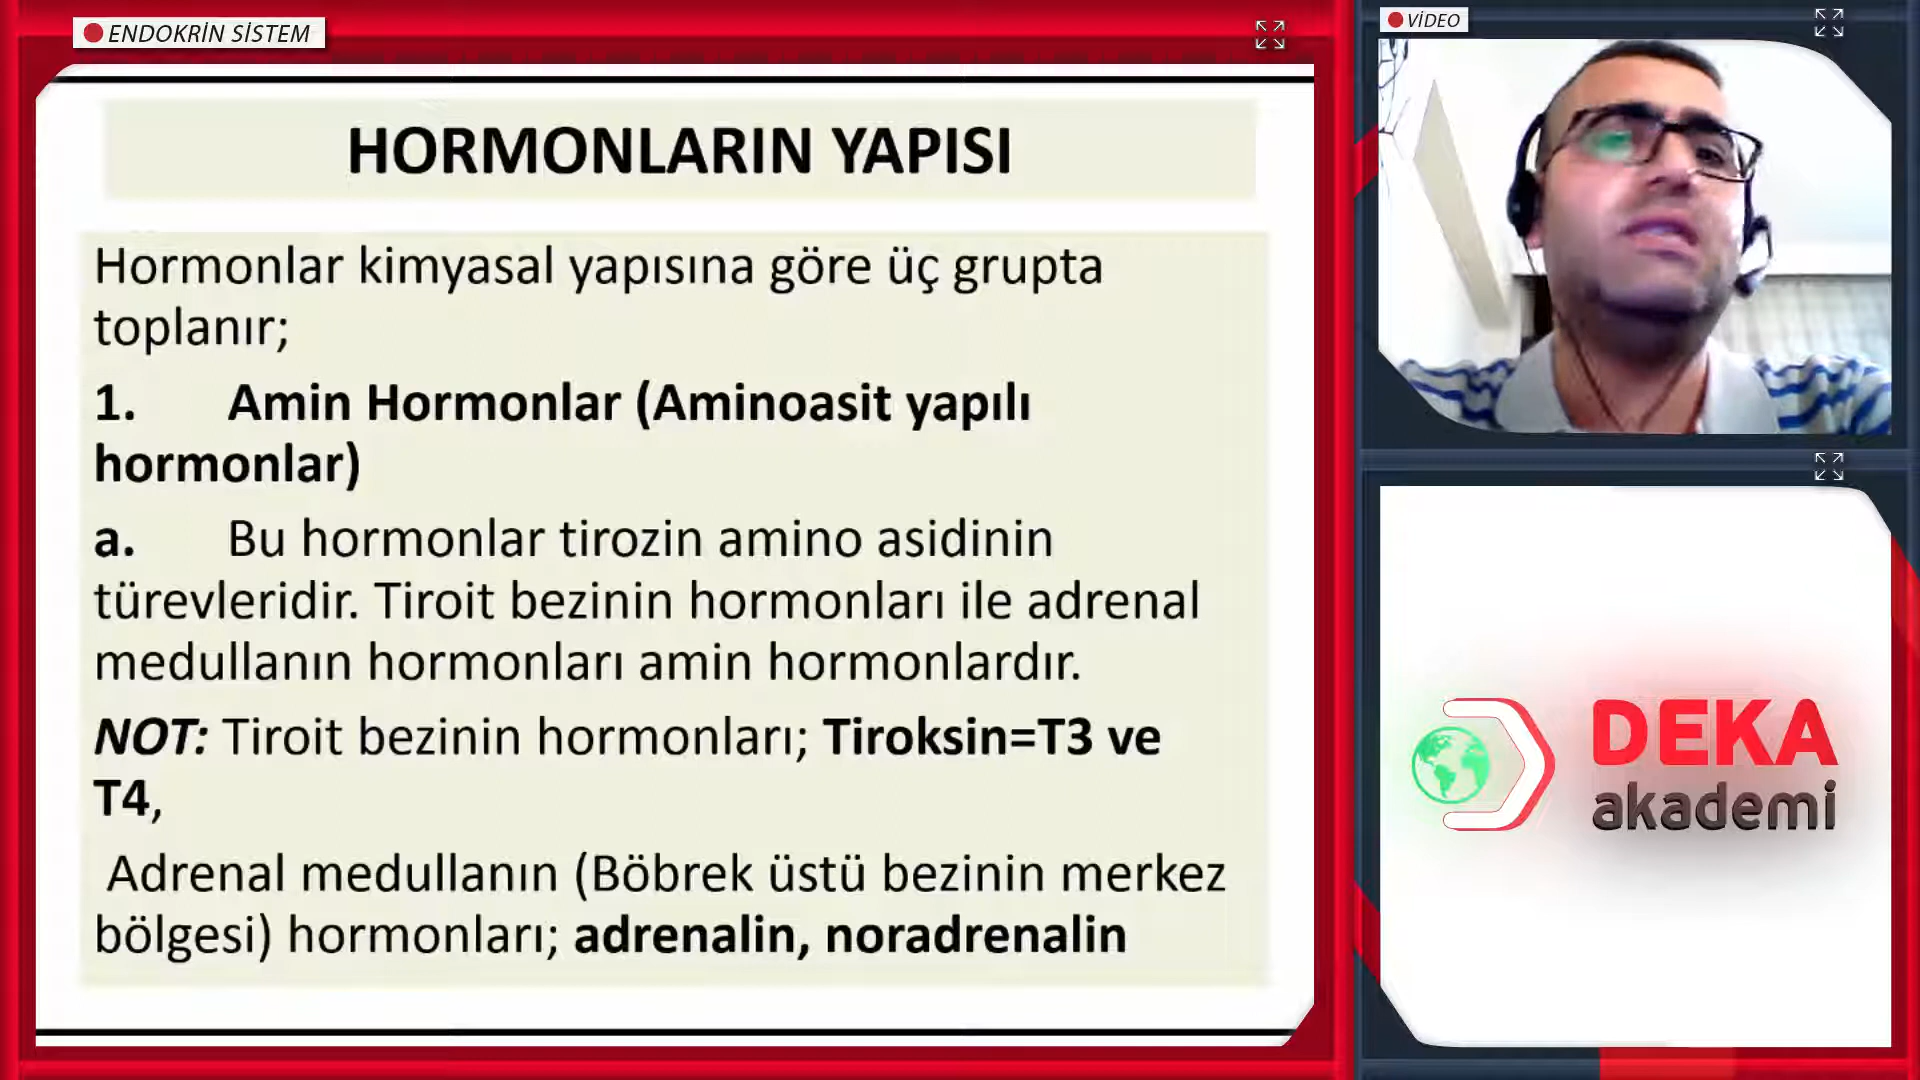 ENDOKRİN SİSTEM
VİDEO
HORMONLARIN YAPISI
Hormonlar kimyasal yapısına göre üç grupta
toplanır;
1. Amin Hormonlar (Aminoasit yapılı
hormonlar)
a. Bu hormonlar tirozin amino asidinin
türevleridir. Tiroit bezinin hormonları ile adrenal
medullanın hormonları amin hormonlardır.
NOT: Tiroit bezinin hormonları; Tiroksin=T3 ve
T4,
Adrenal medullanın (Böbrek üstü bezinin merkez
bölgesi) hormonları; adrenalin, noradrenalin
DEKA
akademi